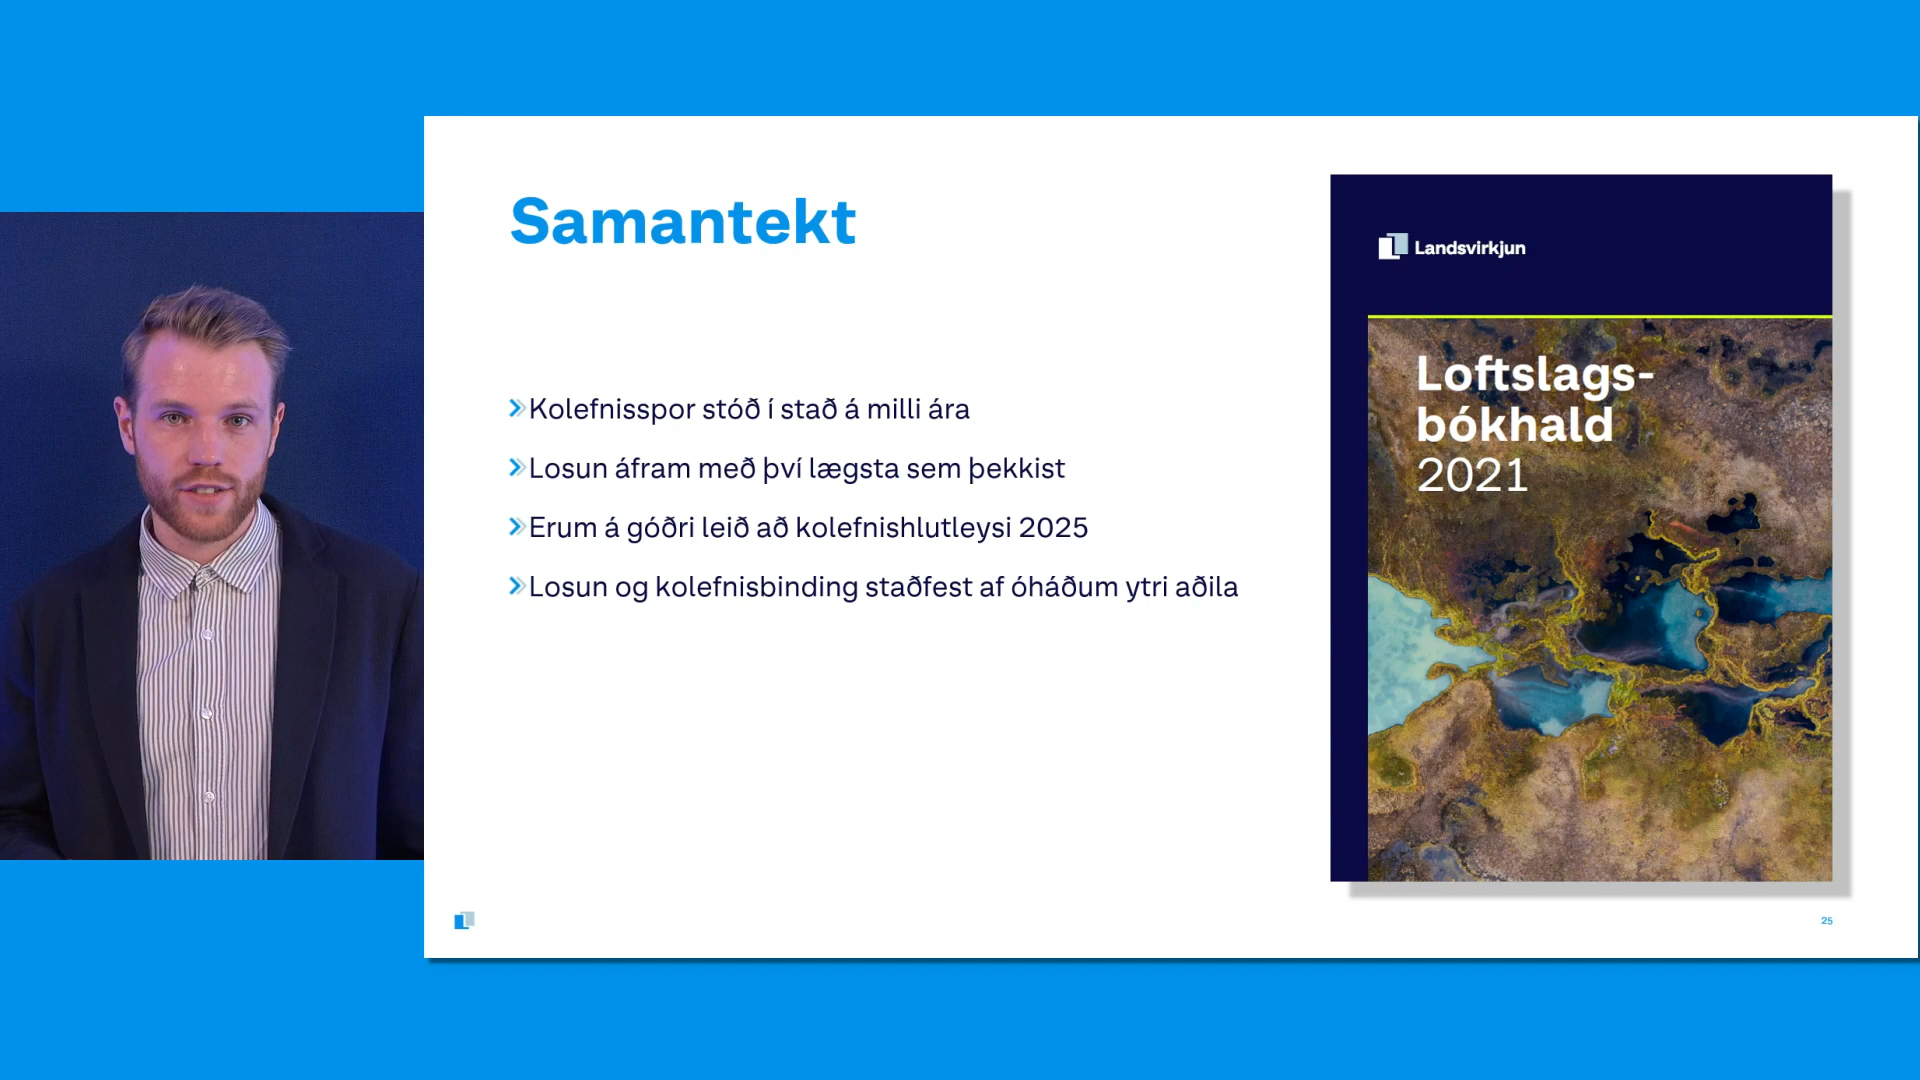 Samantekt
Kolefnisspor stóð í stað á milli ára
Losun áfram með því lægsta sem þekkist
Erum á góðri leið að kolefnishlutleysi 2025
Losun og kolefnisbinding staðfest af óháðum ytri aðila
Landsvirkjun
Loftslags-
bókhald
2021
25